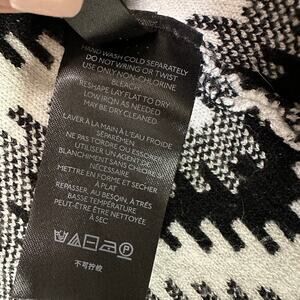 HAND WASH COLD SEPARATELY
DO NOT WRING OR TWIST
USE ONLY NON-CHLORINE
BLEACH
RESHAPE LAY FLAT TO DRY
LOW IRON AS NEEDED
MAY BE DRY CLEANED
LAVER À LA MAIN À L'EAU FROIDE
SÉPARÉMENT
NE PAS TORDRE OU ESSORER
UTILISER UN AGENT DE
BLANCHIMENT SANS CHLORE
NÉCESSAIRE
METTRE EN FORME ET SÉCHER
À PLAT
REPASSER, AU BESOIN, À TRÈS
BASSE TEMPÉRATURE
PEUT-ÊTRE ÊTRE NETTOYÉE
À SEC
P
不可拧绞